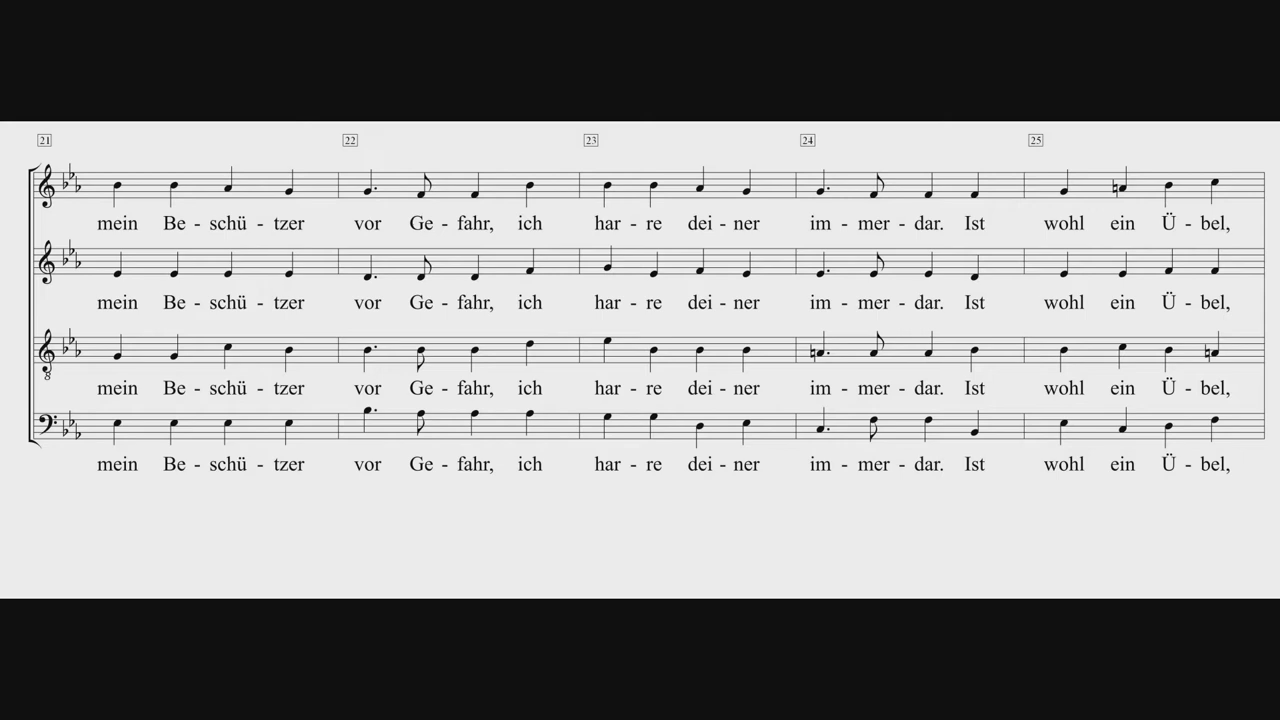 21 22 23 24 25
mein Be - schü - tzer vor Ge - fahr, ich har - re dei - ner im - mer - dar. Ist wohl ein Ü - bel,
mein Be - schü - tzer vor Ge - fahr, ich har - re dei - ner im - mer - dar. Ist wohl ein Ü - bel,
8
mein Be - schü - tzer vor Ge - fahr, ich har - re dei - ner im - mer - dar. Ist wohl ein Ü - bel,
mein Be - schü - tzer vor Ge - fahr, ich har - re dei - ner im - mer - dar. Ist wohl ein Ü - bel,